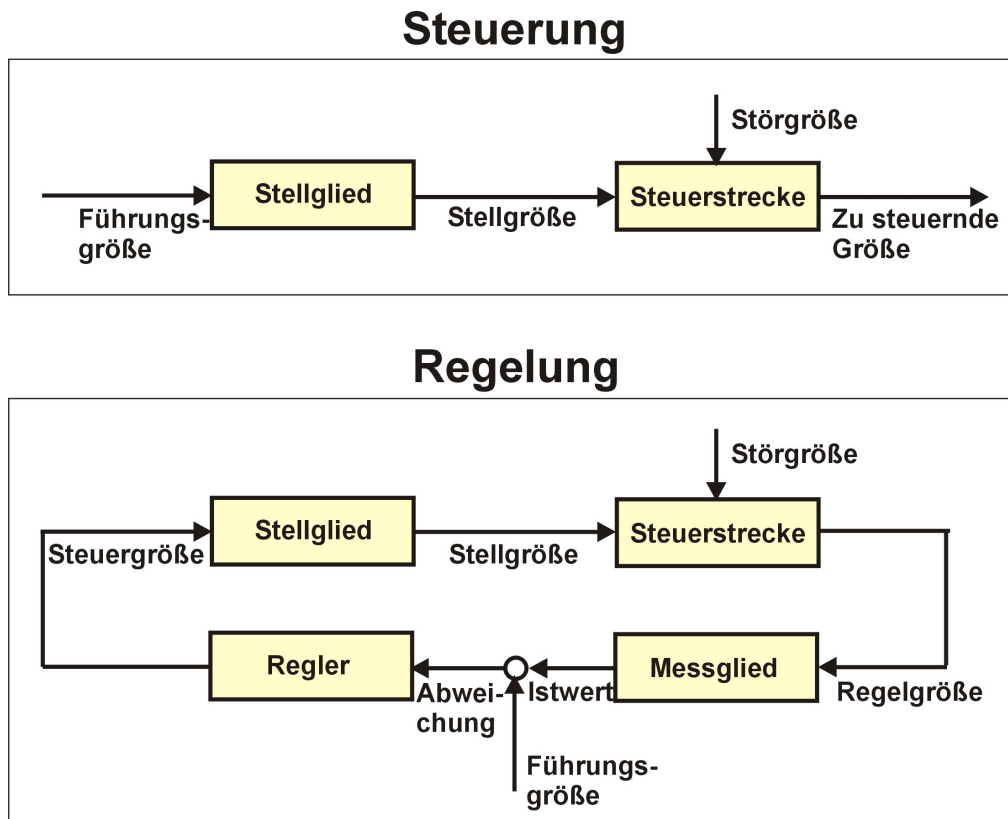 Steuerung
Störgröße
Stellglied
Steuerstrecke
Führungs-
größe
Stellgröße
Zu steuernde
Größe
Regelung
Störgröße
Stellglied
Steuerstrecke
Steuergröße
Stellgröße
Regler
Messglied
Abwei-
chung
Istwert
Regelgröße
Führungs-
größe